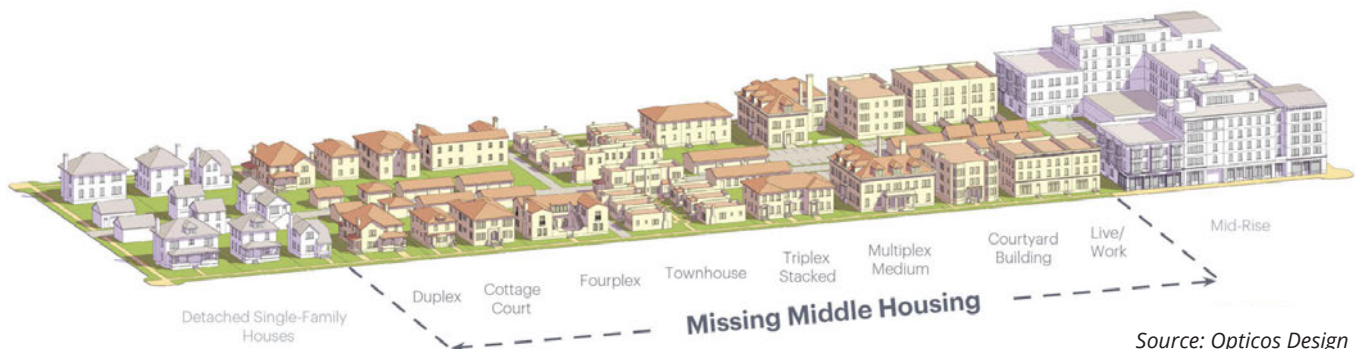 Detached Single-Family
Houses
Duplex
Cottage
Court
Fourplex
Townhouse
Triplex
Stacked
Multiplex
Medium
Courtyard
Building
Live/
Work
Mid-Rise
Missing Middle Housing
Source: Opticos Design